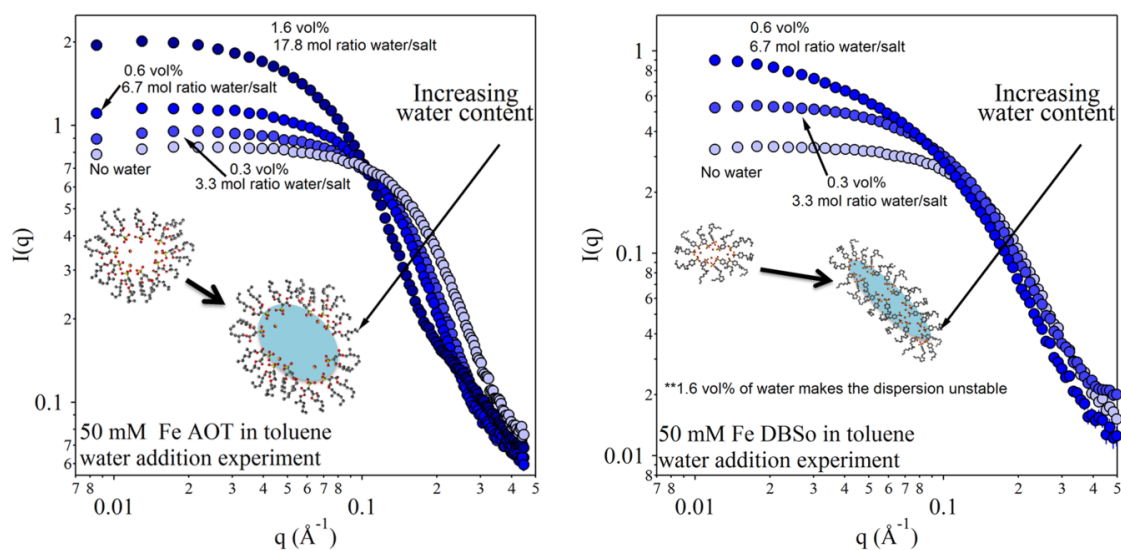 1.6 vol%
17.8 mol ratio water/salt
0.6 vol%
6.7 mol ratio water/salt
Increasing
water content
No water
0.3 vol%
3.3 mol ratio water/salt
50 mM Fe AOT in toluene
water addition experiment
I(q)
2
1
9
8
7
6
5
4
3
2
0.1
9
8
7
6
7 8
0.01
2
3
4
5
6
7 8
0.1
2
3
4
5
q (Å⁻¹)
0.6 vol%
6.7 mol ratio water/salt
Increasing
water content
No water
0.3 vol%
3.3 mol ratio water/salt
**1.6 vol% of water makes the dispersion unstable
50 mM Fe DBSo in toluene
water addition experiment
I(q)
1
8
6
5
4
3
2
0.1
8
6
5
4
3
2
0.01
7 8
0.01
2
3
4
5
6
7 8
0.1
2
3
4
5
q (Å⁻¹)